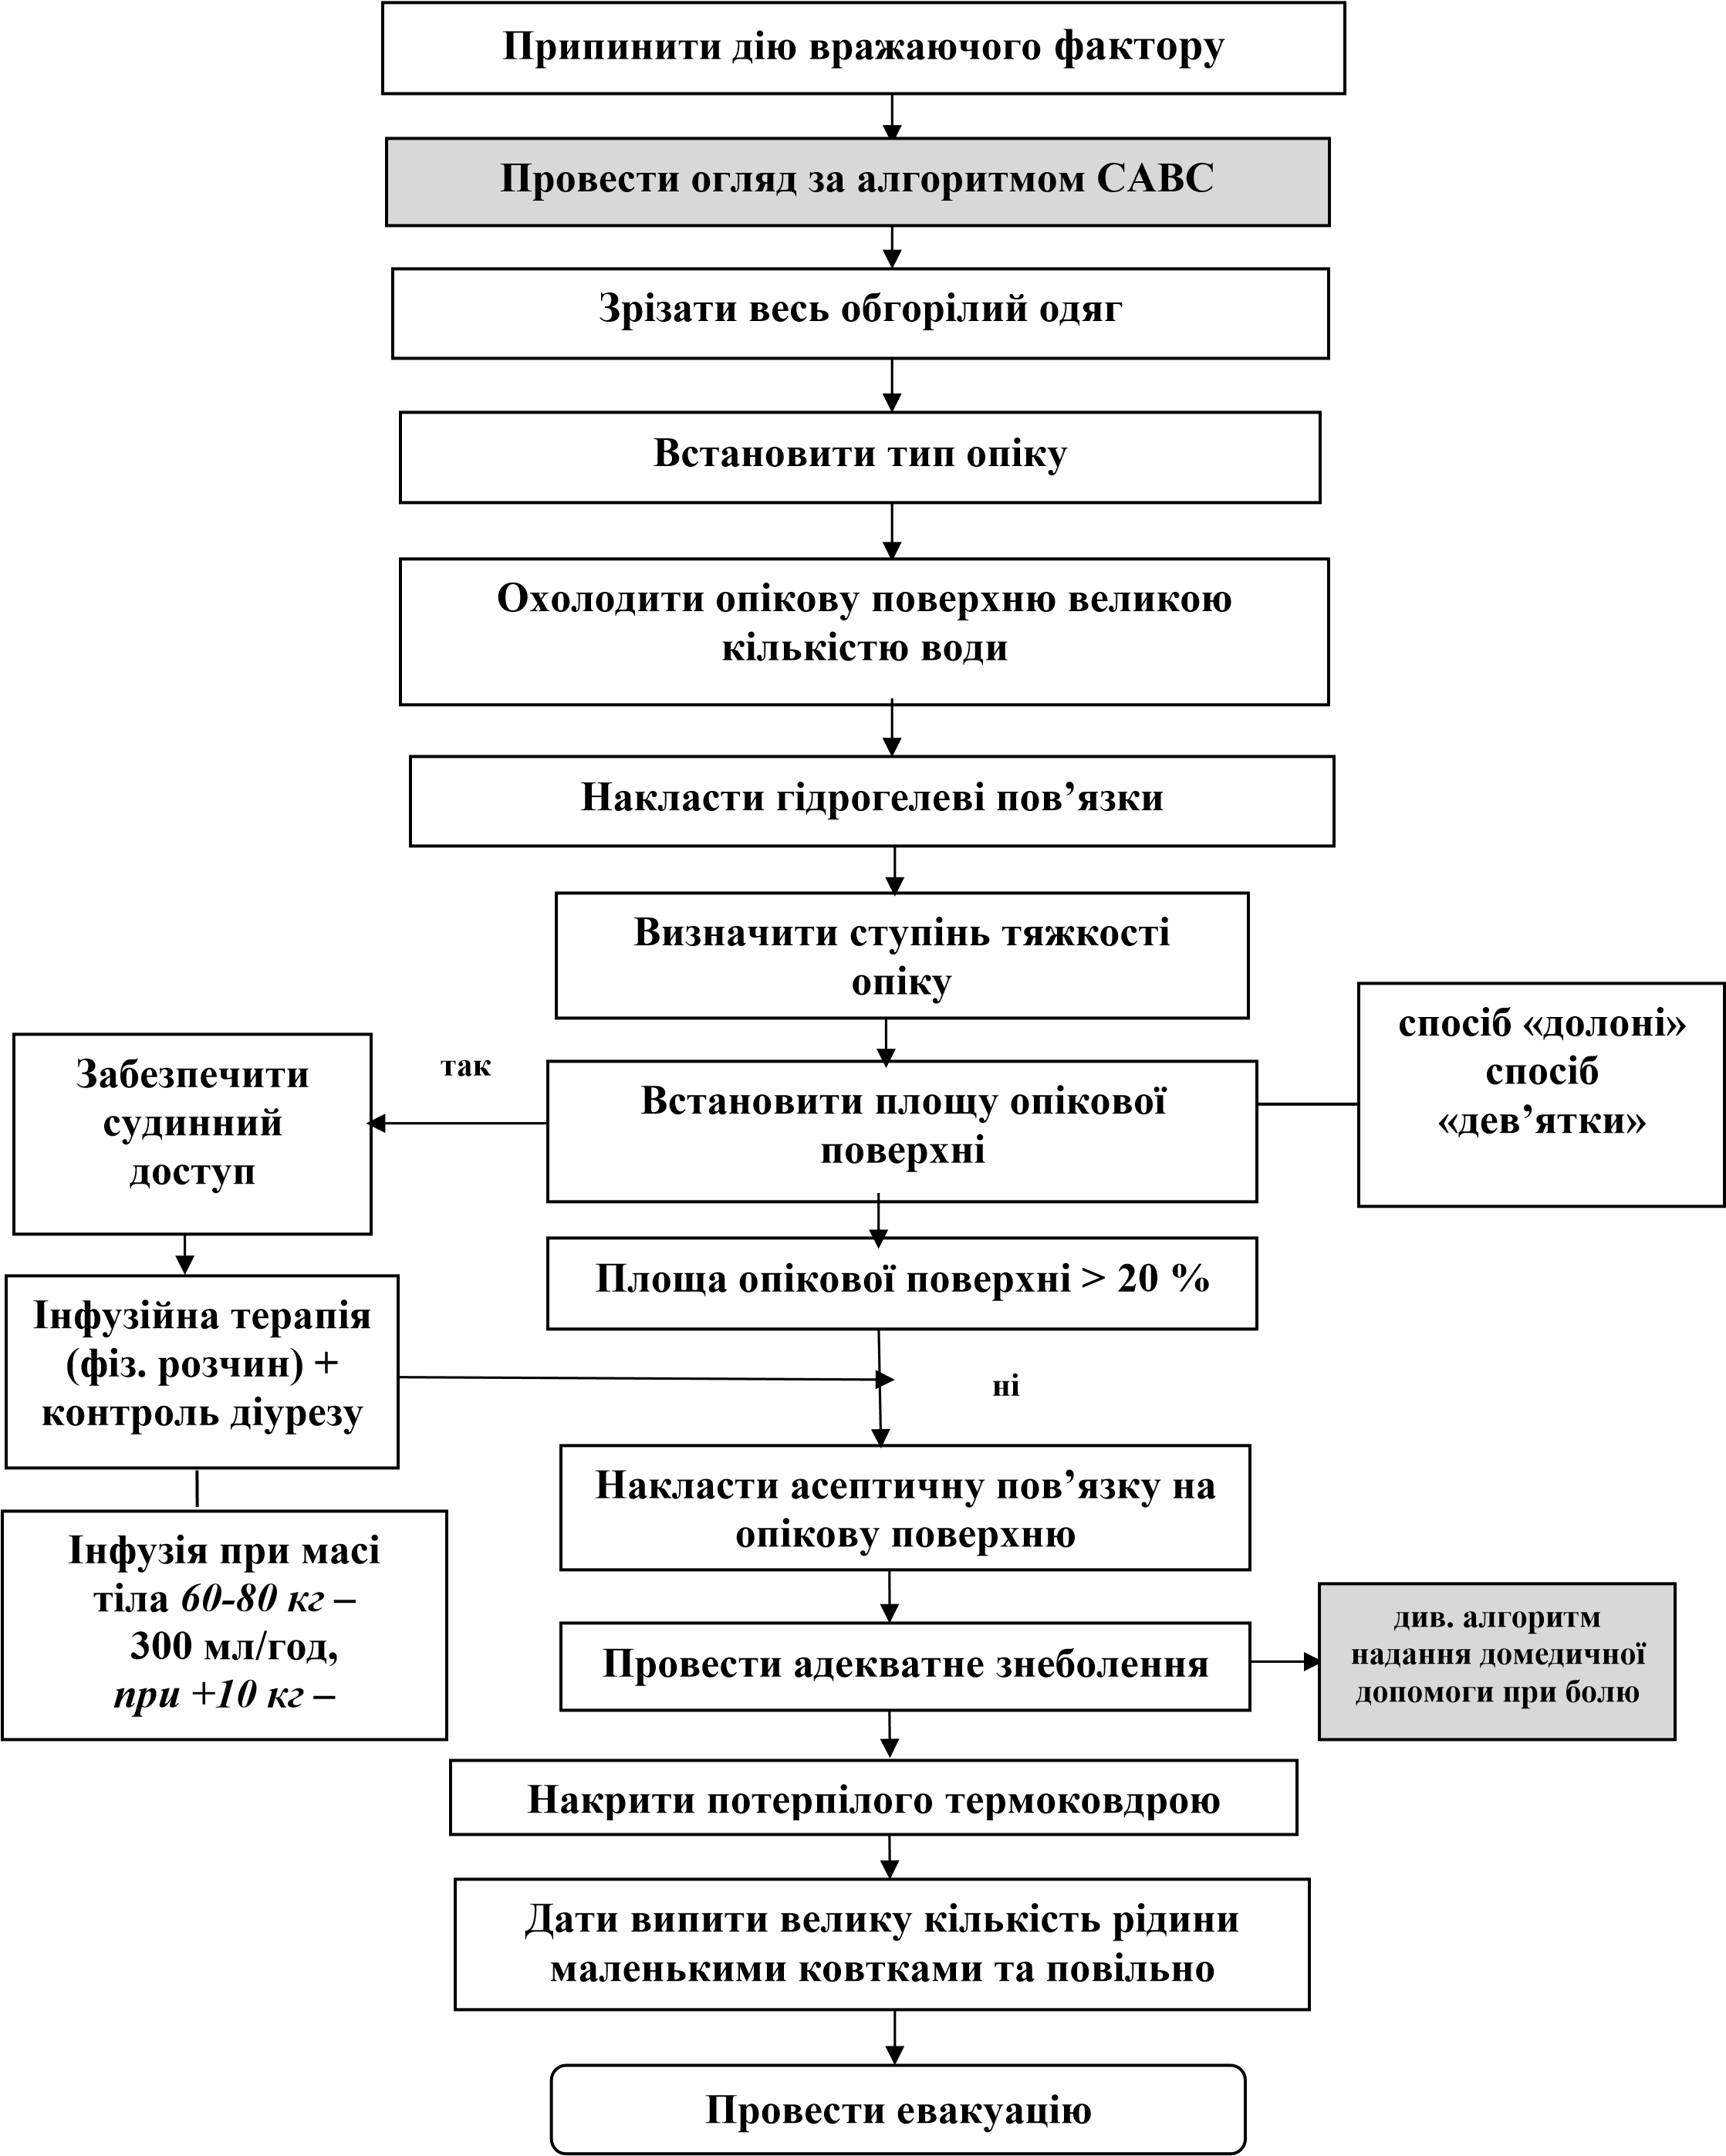 Припинити дію вражаючого фактору
Провести огляд за алгоритмом САВС
Зрізати весь обгорілий одяг
Встановити тип опіку
Охолодити опікову поверхню великою
кількістю води
Накласти гідрогелеві пов’язки
Визначити ступінь тяжкості
опіку
спосіб «долоні»
спосіб
«дев’ятки»
Встановити площу опікової
поверхні
так
Забезпечити
судинний
доступ
Площа опікової поверхні > 20 %
Інфузійна терапія
(фіз. розчин) +
контроль діурезу
ні
Інфузія при масі
тіла 60-80 кг –
300 мл/год,
при +10 кг –
Накласти асептичну пов’язку на
опікову поверхню
Провести адекватне знеболення
див. алгоритм
надання домедичної
допомоги при болю
Накрити потерпілого термоковдрою
Дати випити велику кількість рідини
маленькими ковтками та повільно
Провести евакуацію